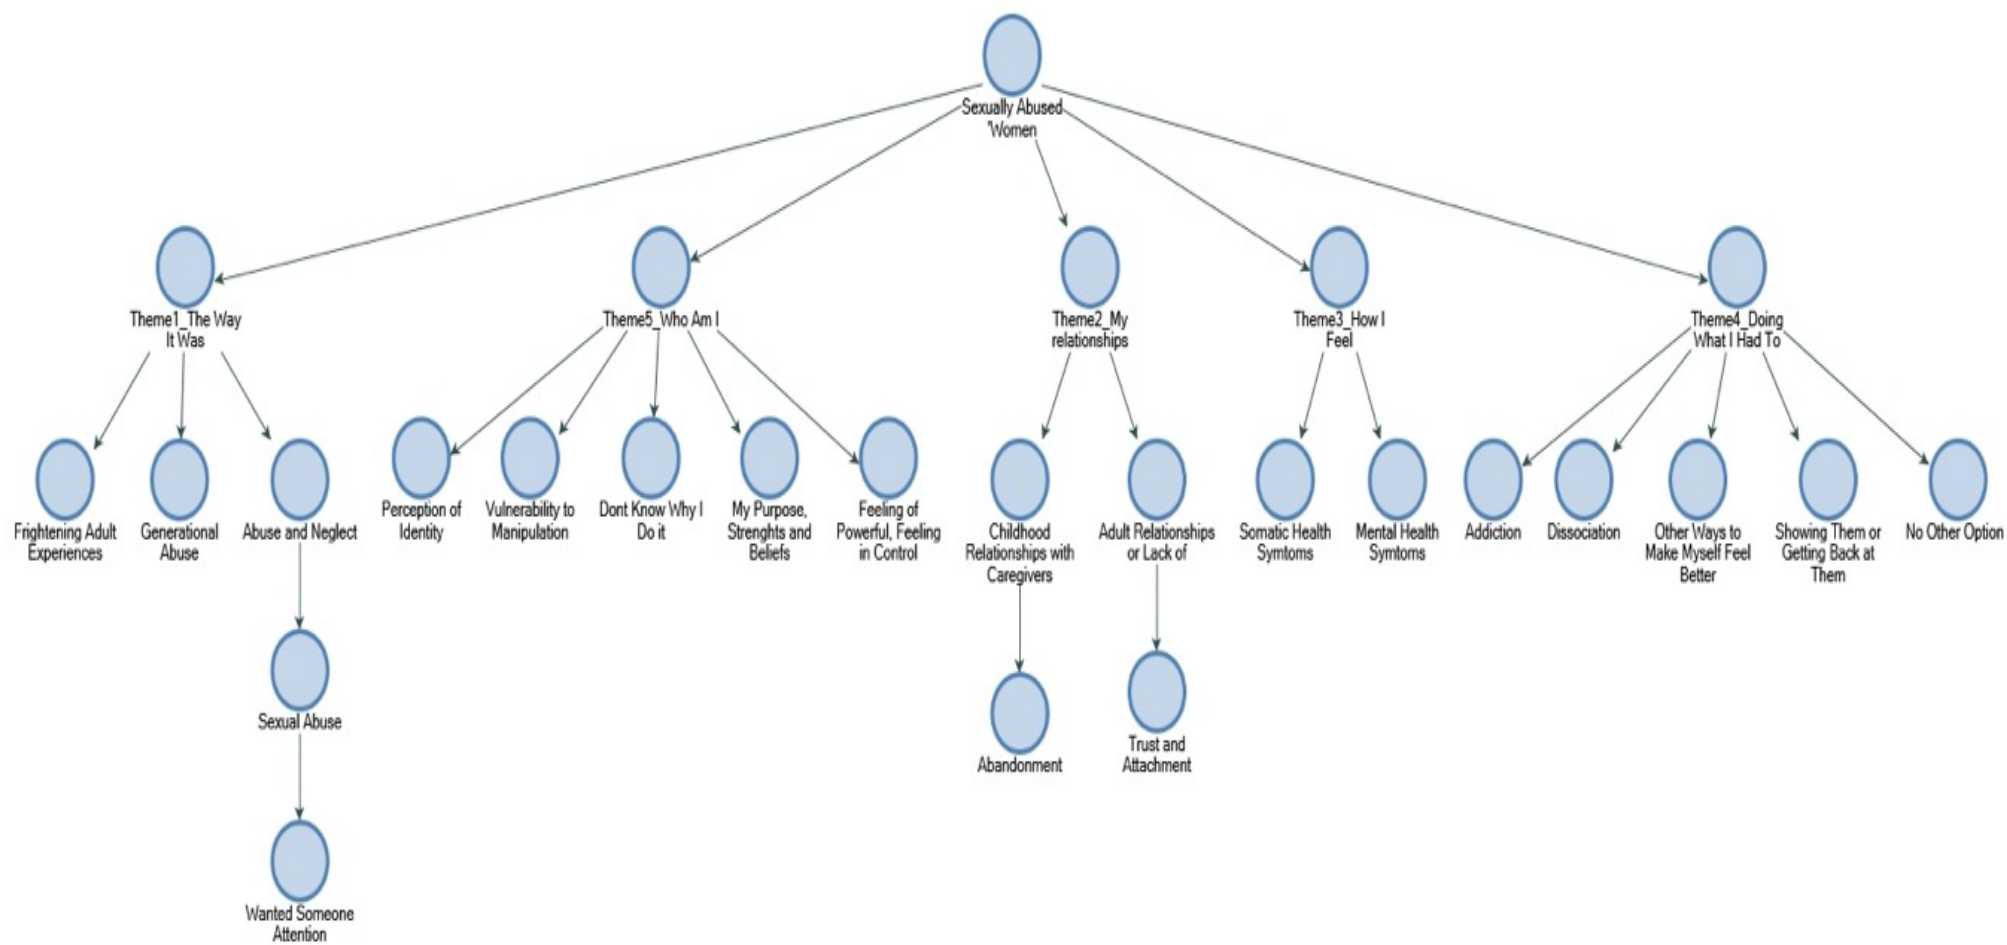 Sexually Abused
'Women
Theme1_The Way
It Was
Theme5_Who Am I
Theme2_My
relationships
Theme3_How I
Feel
Theme4_Doing
What I Had To
Frightening Adult
Experiences
Generational
Abuse
Abuse and Neglect
Perception of
Identity
Vulnerability to
Manipulation
Dont Know Why I
Do it
My Purpose,
Strenghts and
Beliefs
Feeling of
Powerful, Feeling
in Control
Childhood
Relationships with
Caregivers
Adult Relationships
or Lack of
Somatic Health
Symtoms
Mental Health
Symtoms
Addiction
Dissociation
Other Ways to
Make Myself Feel
Better
Showing Them or
Getting Back at
Them
No Other Option
Sexual Abuse
Abandonment
Trust and
Attachment
Wanted Someone
Attention